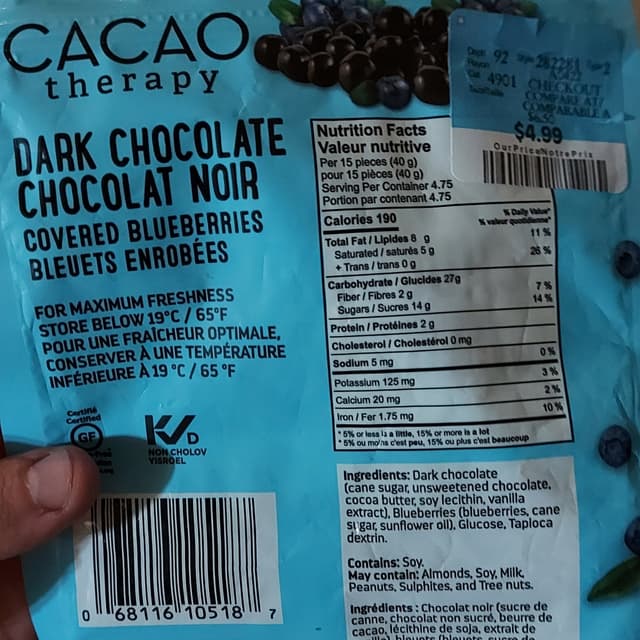 CACAO
therapy
DARK CHOCOLATE
CHOCOLAT NOIR
COVERED BLUEBERRIES
BLEUETS ENROBÉES
FOR MAXIMUM FRESHNESS
STORE BELOW 19°C / 65°F
POUR UNE FRAÎCHEUR OPTIMALE,
CONSERVER À UNE TEMPÉRATURE
INFÉRIEURE À 19 °C / 65 °F
Certifié
Certified
GF
KV D
NON CHOLOV
YISROEL
0 68116 10518 7
92
282281
2
4901
CHECKOUT
COMPARE AT/
COMPARABLE À
$4.99
OurPrice NotrePrix
Nutrition Facts
Valeur nutritive
Per 15 pieces (40 g)
pour 15 pièces (40 g)
Serving Per Container 4.75
Portion par contenant 4.75
Calories 190
% Daily Value*
% valeur quotidienne*
Total Fat / Lipides 8 g 11 %
Saturated / saturés 5 g 26 %
+ Trans / trans 0 g
Carbohydrate / Glucides 27g
Fiber / Fibres 2 g 7 %
Sugars / Sucres 14 g 14 %
Protein / Protéines 2 g
Cholesterol / Cholestérol 0 mg
Sodium 5 mg 0 %
Potassium 125 mg 3 %
Calcium 20 mg 2 %
Iron / Fer 1.75 mg 10 %
* 5% or less is a little, 15% or more is a lot
* 5% ou moins c'est peu, 15% ou plus c'est beaucoup
Ingredients: Dark chocolate
(cane sugar, unsweetened chocolate,
cocoa butter, soy lecithin, vanilla
extract), Blueberries (blueberries, cane
sugar, sunflower oil), Glucose, Tapioca
dextrin.
Contains: Soy.
May contain: Almonds, Soy, Milk,
Peanuts, Sulphites, and Tree nuts.
Ingrédients : Chocolat noir (sucre de
canne, chocolat non sucré, beurre de
cacao, lécithine de soja, extrait de